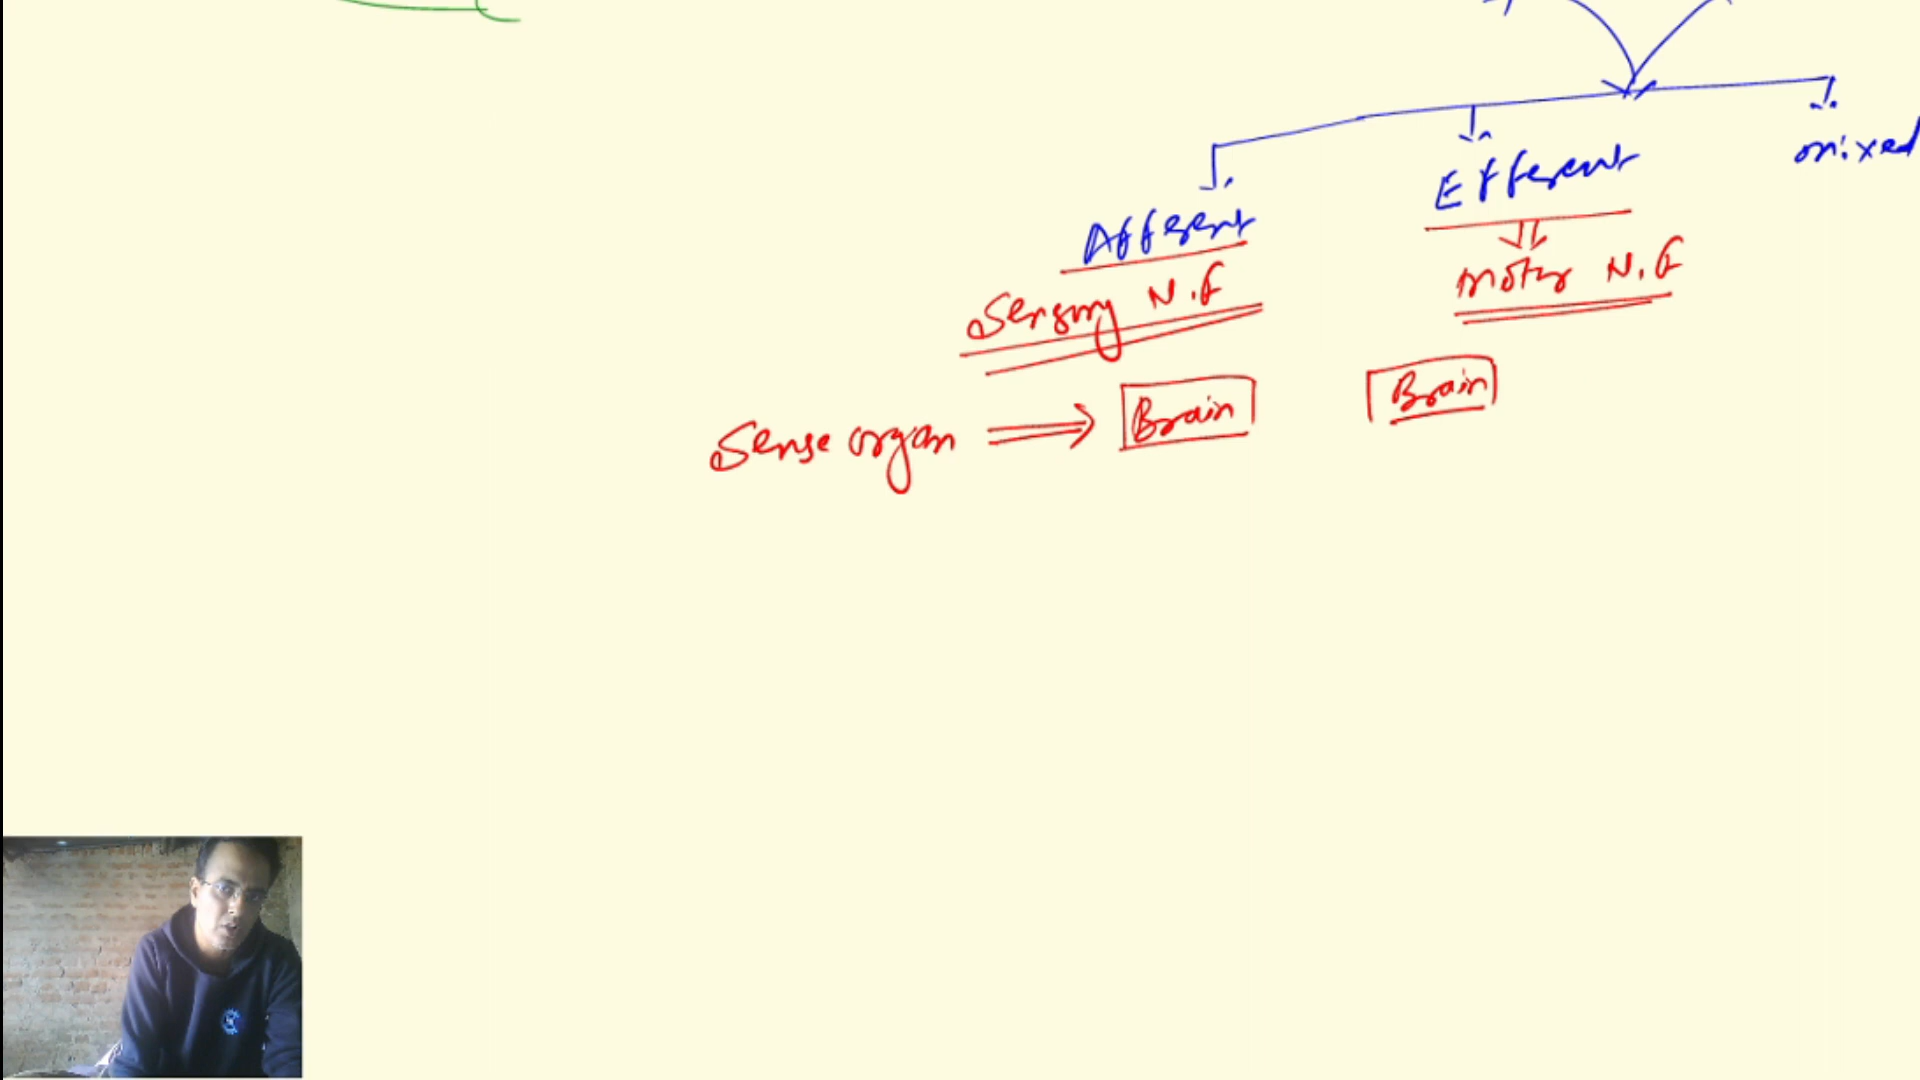 mixed
Efferent
Afferent
Motor N.F
Sensory N.F
Brain
Brain
Sense organ